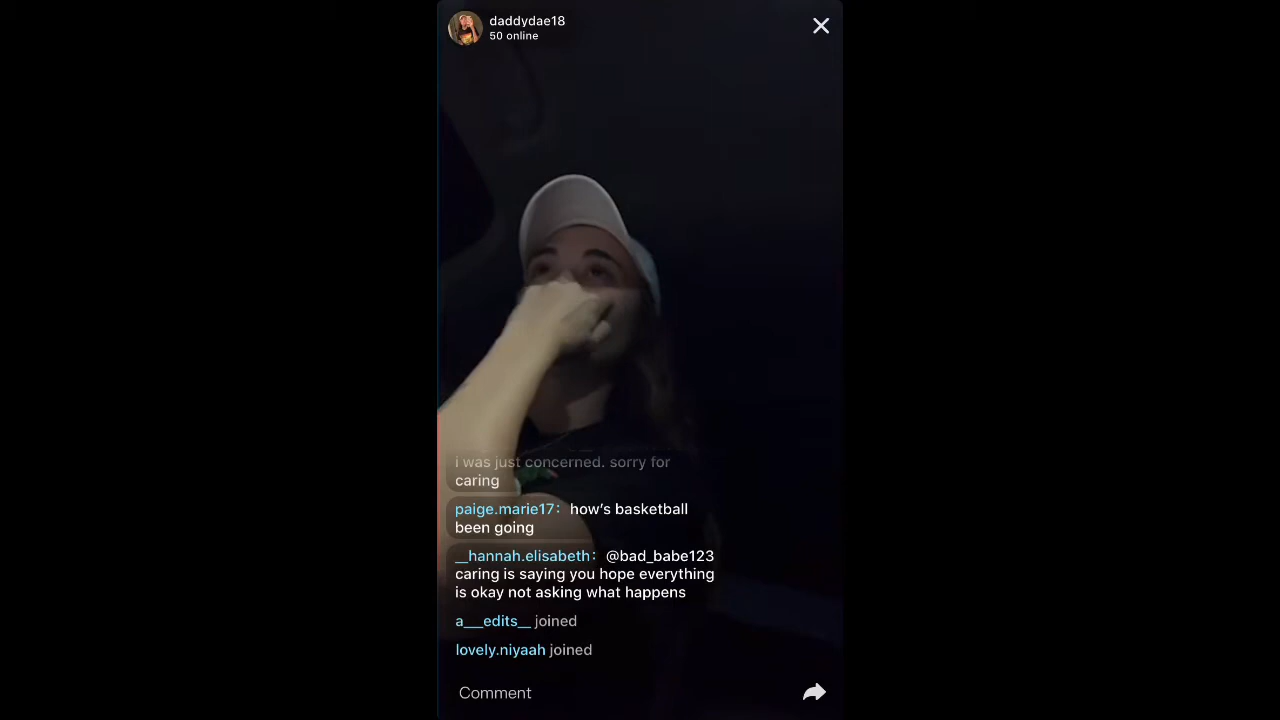 daddydae18
50 online
i was just concerned. sorry for
caring
paige.marie17: how's basketball
been going
__hannah.elisabeth: @bad_babe123
caring is saying you hope everything
is okay not asking what happens
a___edits__ joined
lovely.niyaah joined
Comment